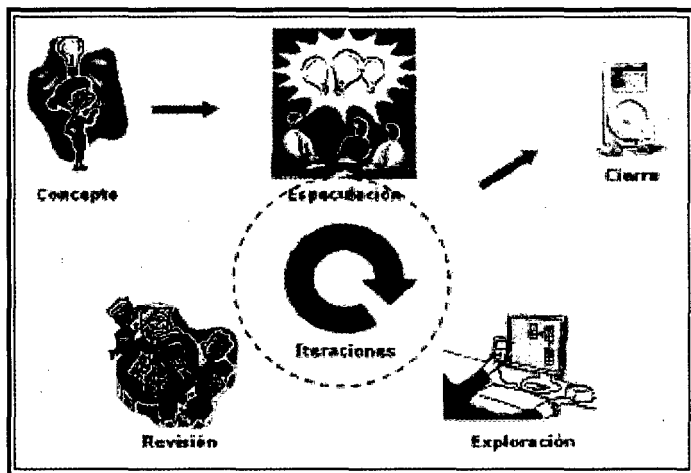 Concepto
Especulación
Cierre
Iteraciones
Revisión
Exploración